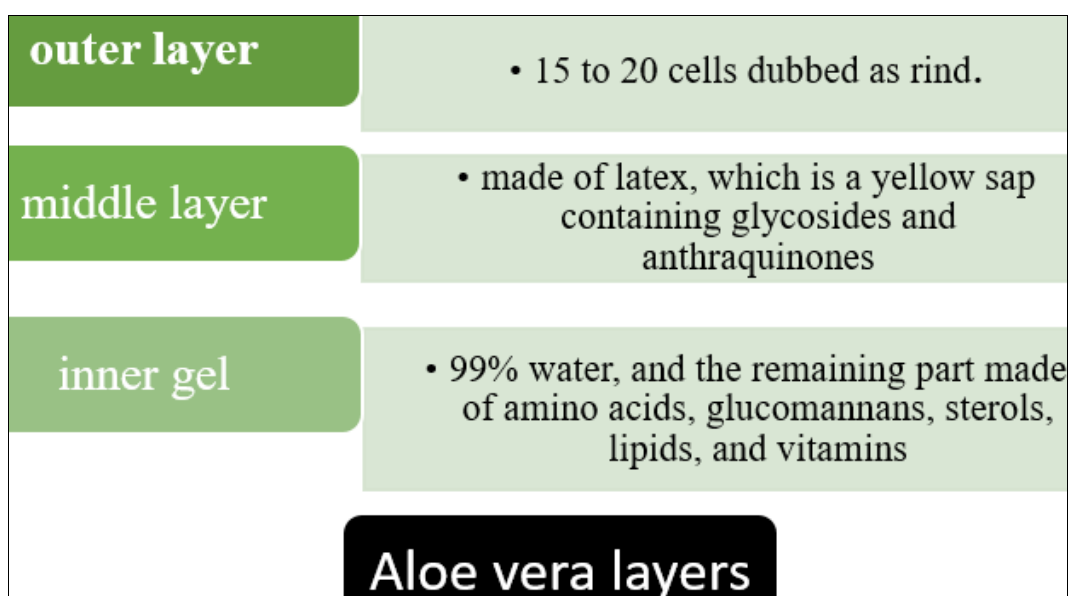 outer layer
• 15 to 20 cells dubbed as rind.
middle layer
• made of latex, which is a yellow sap
containing glycosides and
anthraquinones
inner gel
• 99% water, and the remaining part made
of amino acids, glucomannans, sterols,
lipids, and vitamins
Aloe vera layers